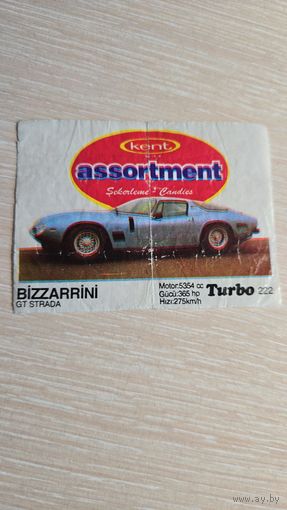 kent
assortment
Şekerleme - Candies
BİZZARRİNİ
GT STRADA
Motor:5354 cc
Gücü:365 hp
Hızı:275km/h
Turbo 222
www.ay.by